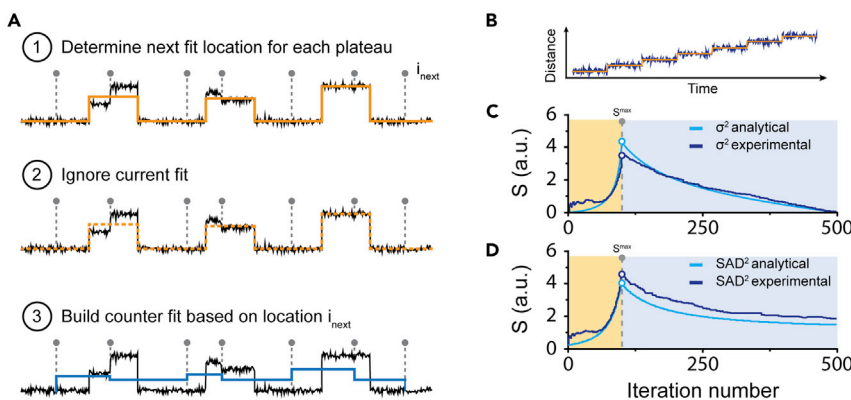 A
1 Determine next fit location for each plateau
i_next
2 Ignore current fit
3 Build counter fit based on location i_next
B
Distance
Time
C
S^max
6
4
2
0
S (a.u.)
σ² analytical
σ² experimental
0
250
500
D
S^max
6
4
2
0
S (a.u.)
SAD² analytical
SAD² experimental
0
250
500
Iteration number